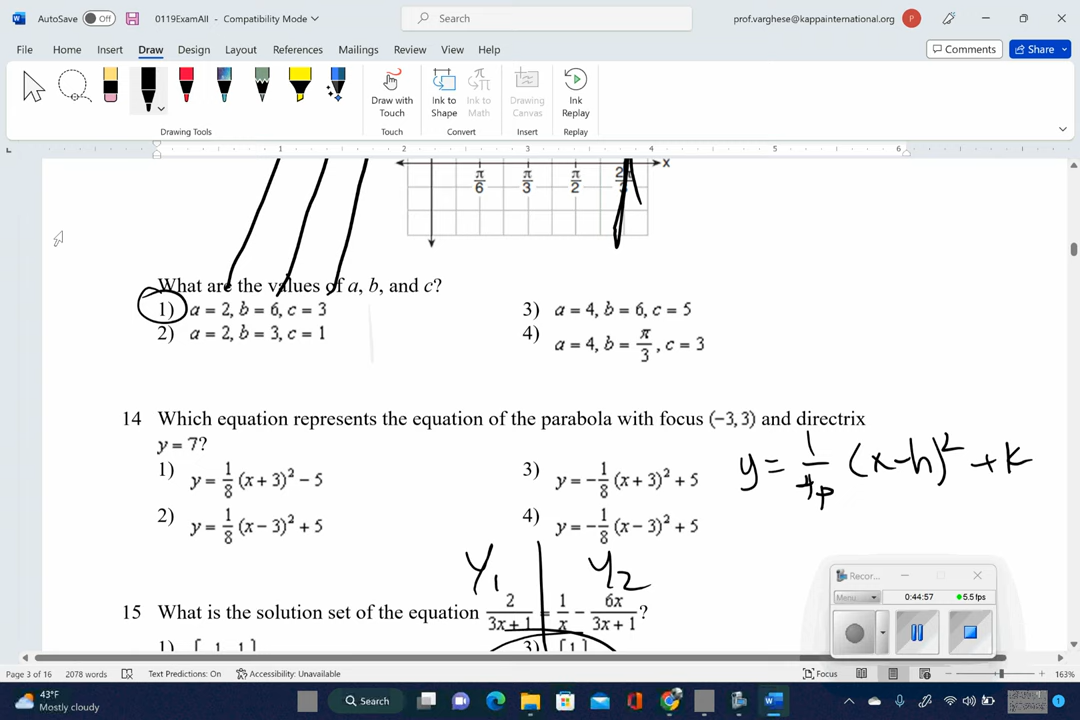 AutoSave Off 0119ExamAll - Compatibility Mode Search prof.varghese@kappainternational.org P
File Home Insert Draw Design Layout References Mailings Review View Help Comments Share
Draw with Touch Ink to Shape Ink to Math Drawing Canvas Ink Replay
Drawing Tools Touch Convert Insert Replay
1 2 3 4 5 6
x
π/6 π/3 π/2
What are the values of a, b, and c?
1) a = 2, b = 6, c = 3
2) a = 2, b = 3, c = 1
3) a = 4, b = 6, c = 5
4) a = 4, b = π/3, c = 3
14 Which equation represents the equation of the parabola with focus (−3,3) and directrix
y = 7?
1) y = 1/8 (x + 3)² − 5
2) y = 1/8 (x − 3)² + 5
3) y = −1/8 (x + 3)² + 5
4) y = −1/8 (x − 3)² + 5
y = 1/4p (x−h)² + k
Y1 Y2
15 What is the solution set of the equation 2/(3x+1) = 1/x − 6x/(3x+1)?
Recor...
Menu 0:44:57 5.5 fps
Page 3 of 16 2078 words Text Predictions: On Accessibility: Unavailable Focus 163%
43°F
Mostly cloudy
Search